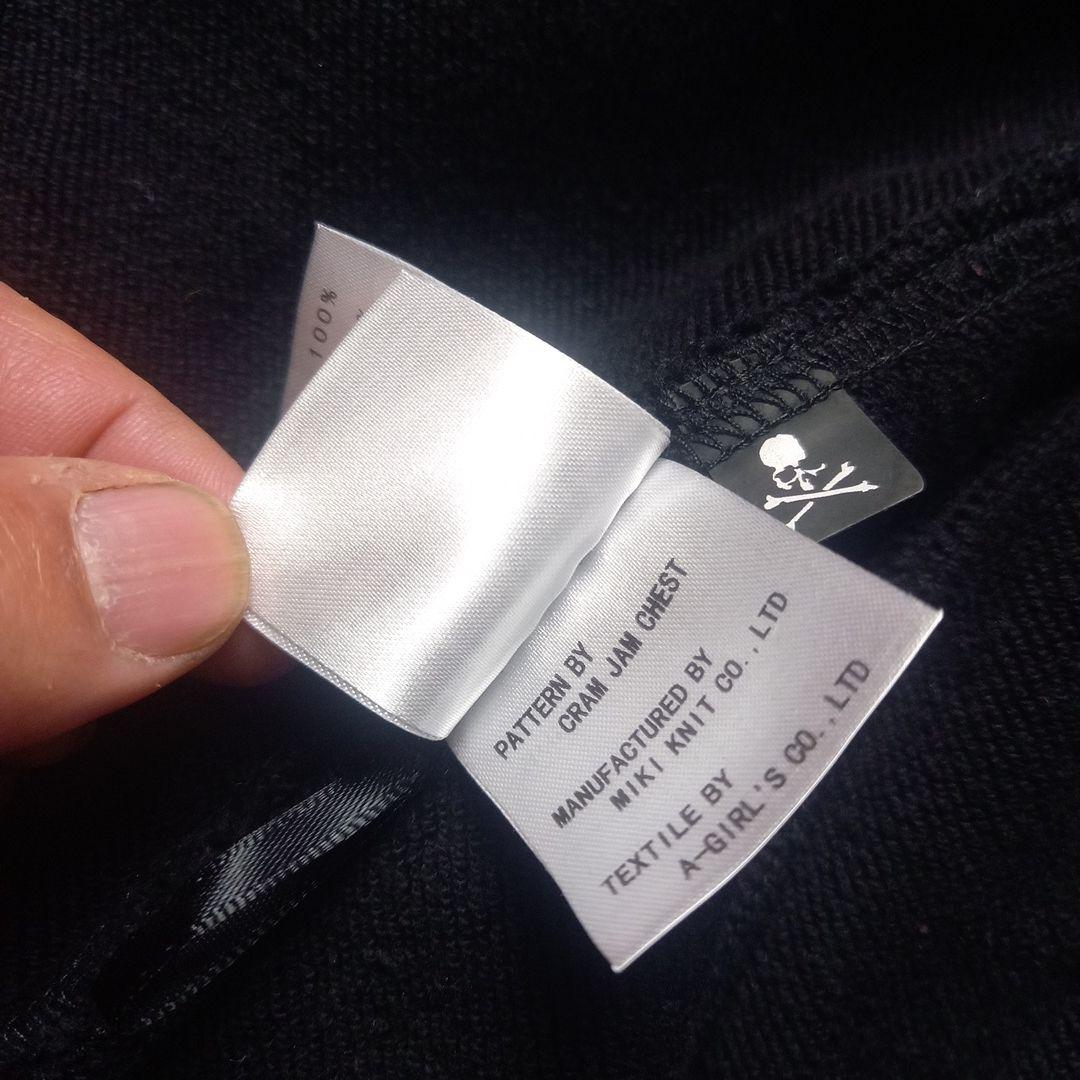 100%
PATTERN BY
CRAM JAM CHEST
MANUFACTURED BY
MIKI KNIT CO.,LTD
TEXTILE BY
A-GIRL'S CO.,LTD